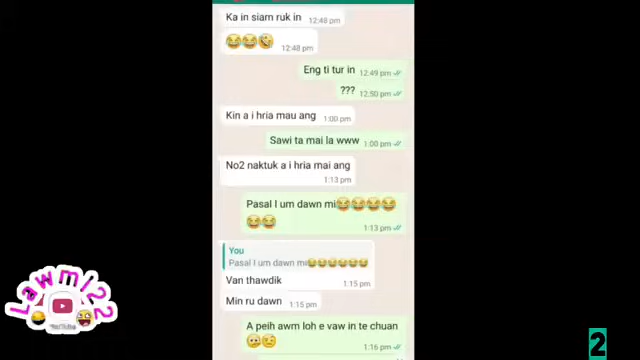 Ka in siam ruk in 12:48 pm
😂😂🤣 12:48 pm
Eng ti tur in 12:49 pm
??? 12:50 pm
Kin a i hria mau ang 1:00 pm
Sawi ta mai la www 1:00 pm
No2 naktuk a i hria mai ang
1:13 pm
Pasal I um dawn mi😂😂😂😂
😂😂 1:13 pm
You
Pasal I um dawn mi😂😂😂😂😂😂
Van thawdik 1:15 pm
Min ru dawn 1:15 pm
A peih awm loh e vaw in te chuan
1:16 pm
Lawmi22
YouTube
2